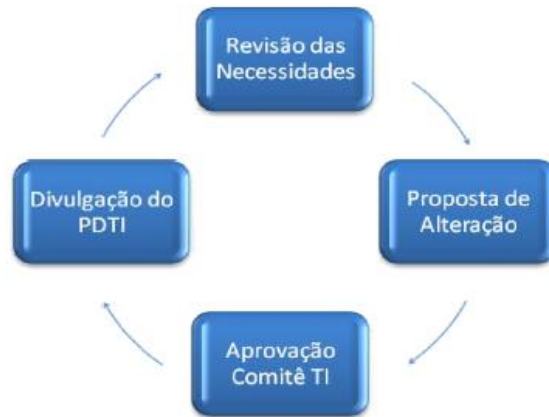 Revisão das
Necessidades
Proposta de
Alteração
Aprovação
Comitê TI
Divulgação do
PDTI